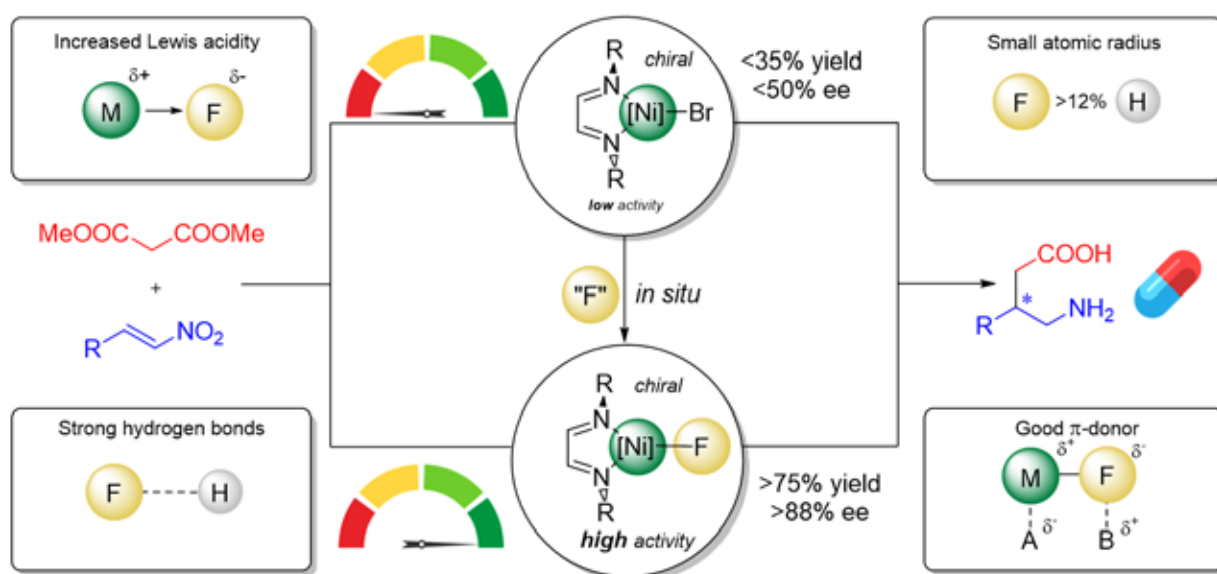 Increased Lewis acidity
M
δ+
F
δ-
R
chiral
N
[Ni]
Br
N
R
low activity
<35% yield
<50% ee
Small atomic radius
F >12% H
MeOOC COOMe
+
R NO2
"F" in situ
COOH
*
R NH2
Strong hydrogen bonds
F H
R
chiral
N
[Ni] F
N
R
high activity
>75% yield
>88% ee
Good π-donor
δ+ δ-
M F
A δ- B δ+